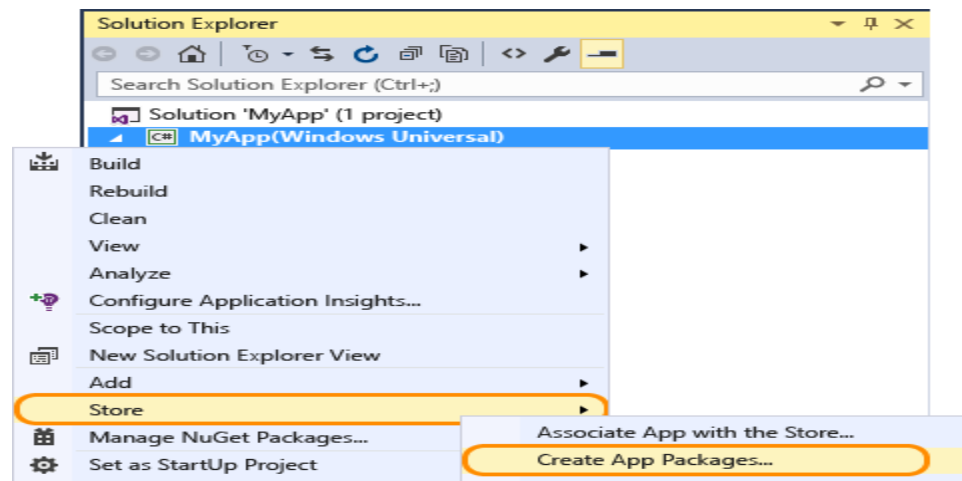 Solution Explorer
Search Solution Explorer (Ctrl+;)
Solution 'MyApp' (1 project)
C# MyApp(Windows Universal)
Build
Rebuild
Clean
View
Analyze
Configure Application Insights...
Scope to This
New Solution Explorer View
Add
Store
Associate App with the Store...
Manage NuGet Packages...
Create App Packages...
Set as StartUp Project